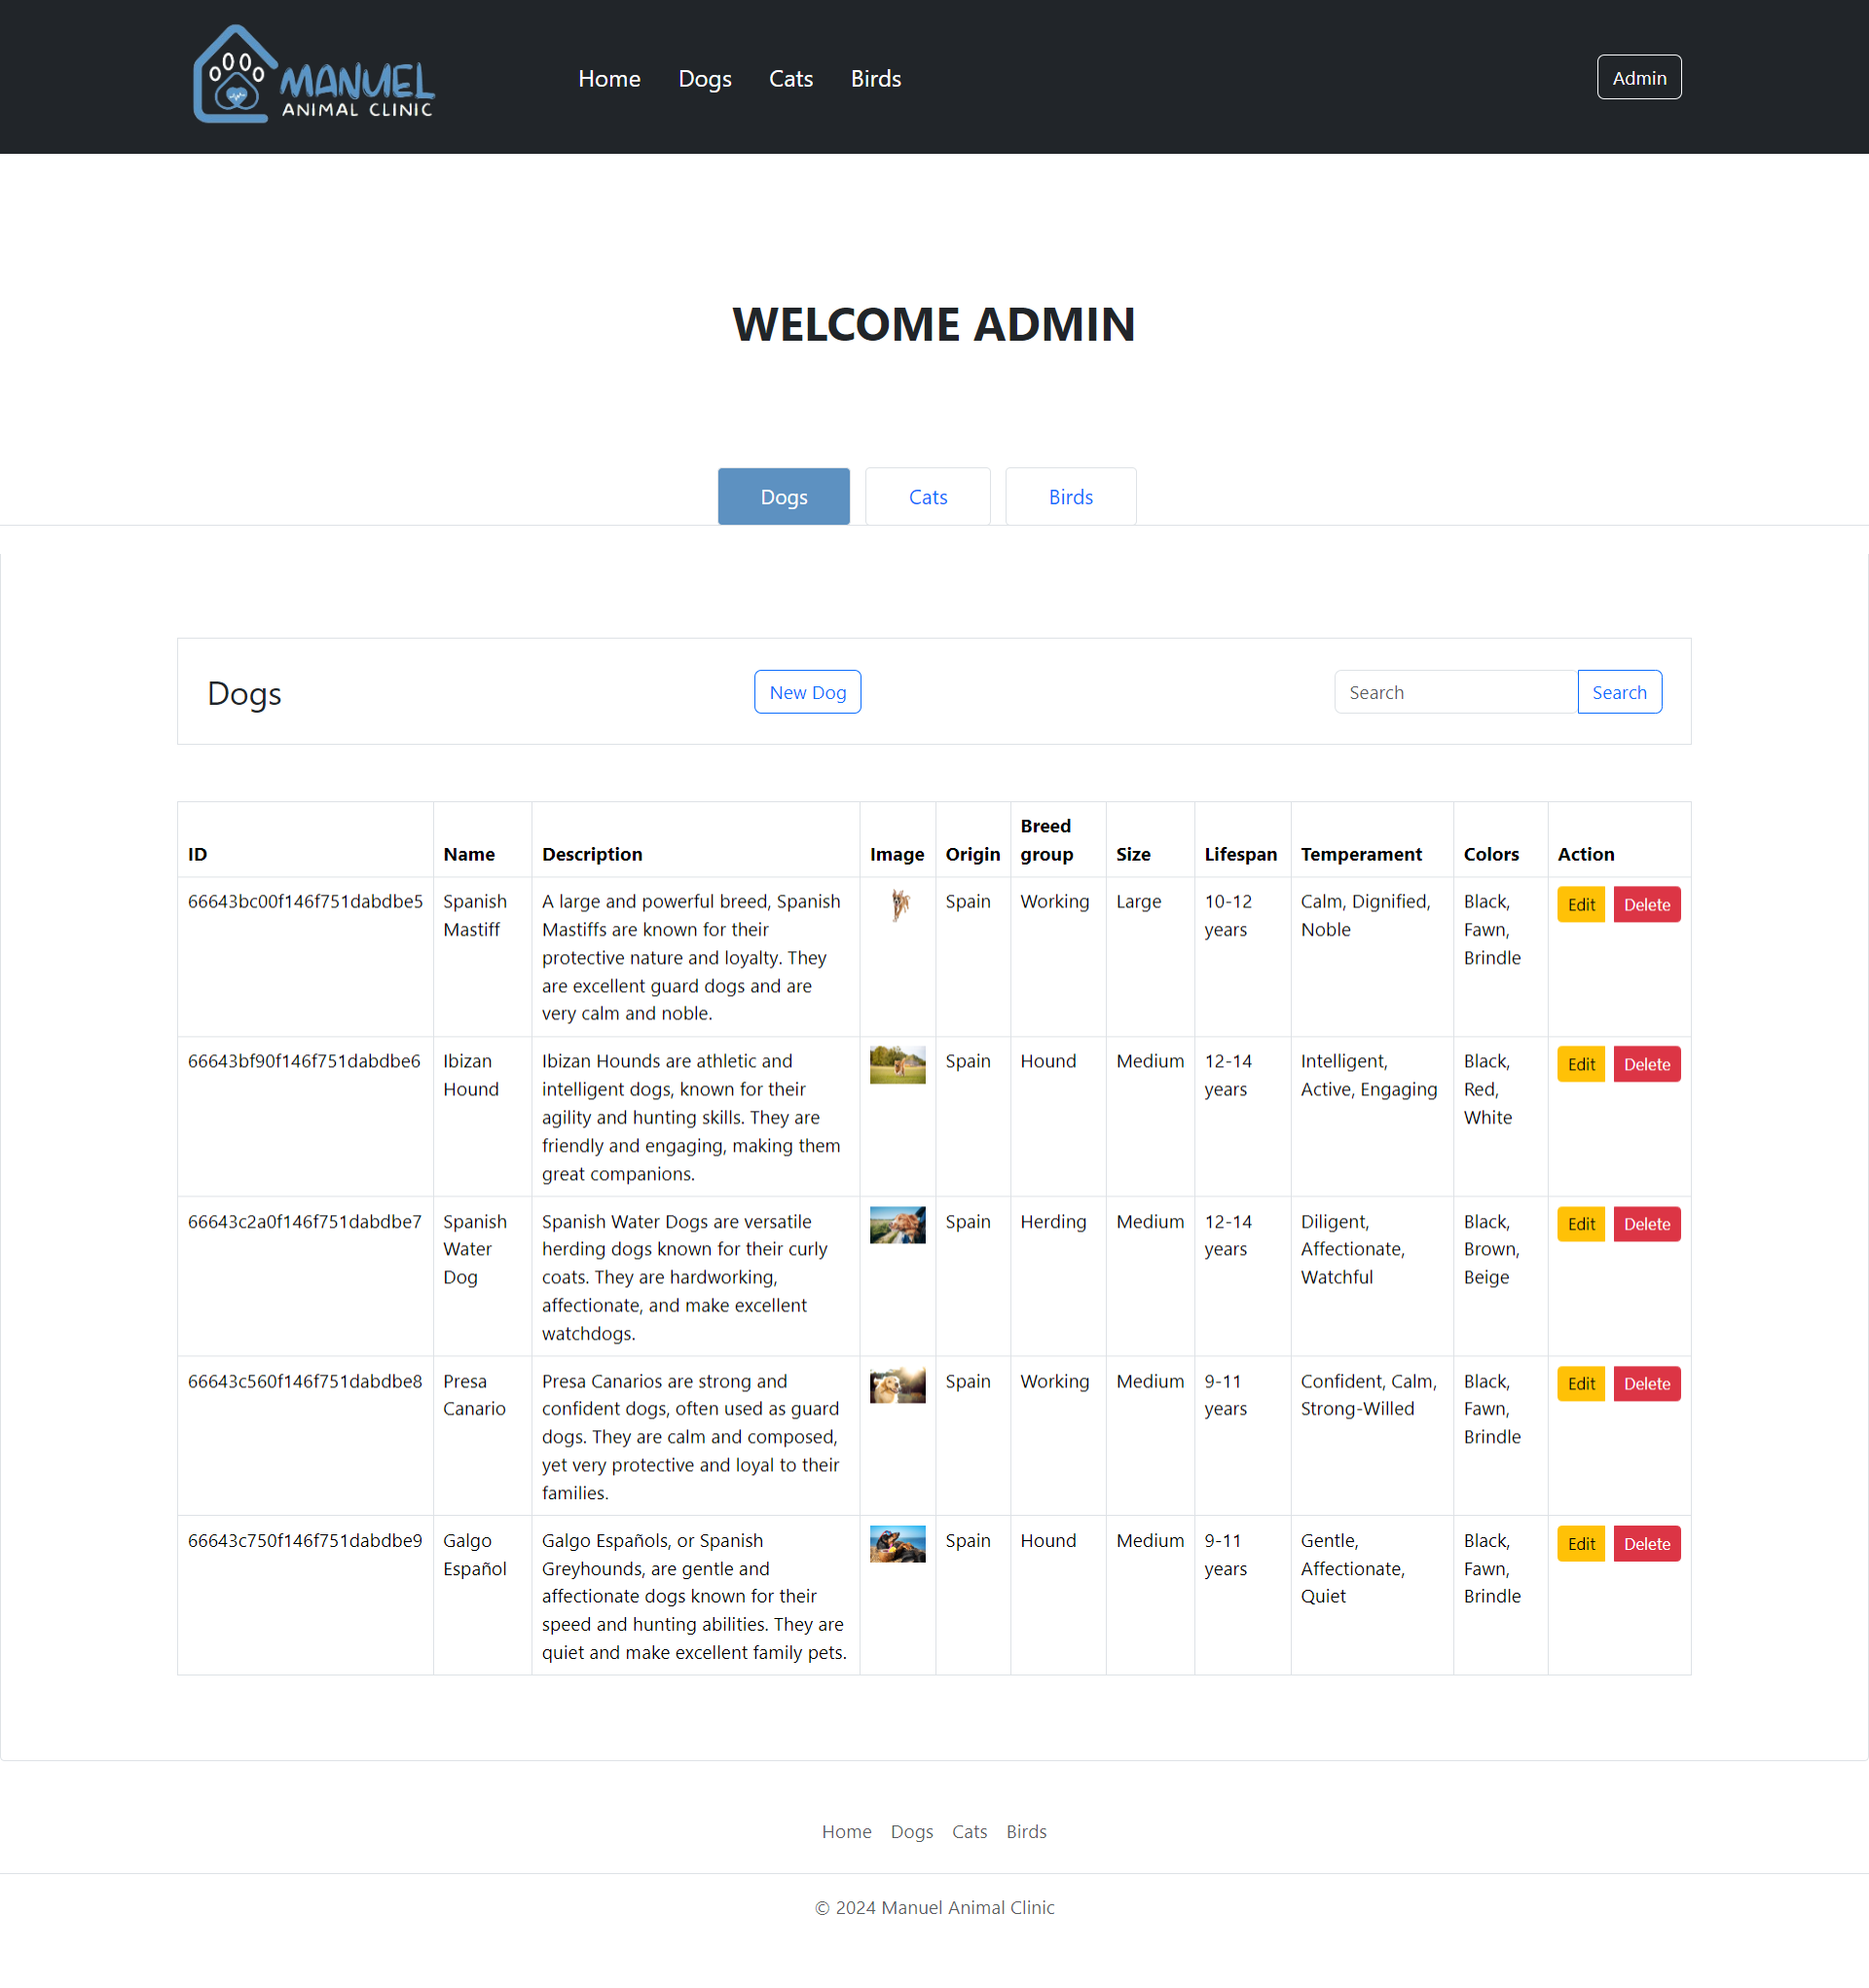 MANUEL
ANIMAL CLINIC
Home Dogs Cats Birds
Admin
WELCOME ADMIN
Dogs Cats Birds
Dogs
New Dog
Search Search
ID Name Description Image Origin Breed group Size Lifespan Temperament Colors Action
66643bc00f146f751dabdbe5
Spanish
Mastiff
A large and powerful breed, Spanish
Mastiffs are known for their
protective nature and loyalty. They
are excellent guard dogs and are
very calm and noble.
Spain
Working
Large
10-12
years
Calm, Dignified,
Noble
Black,
Fawn,
Brindle
Edit Delete
66643bf90f146f751dabdbe6
Ibizan
Hound
Ibizan Hounds are athletic and
intelligent dogs, known for their
agility and hunting skills. They are
friendly and engaging, making them
great companions.
Spain
Hound
Medium
12-14
years
Intelligent,
Active, Engaging
Black,
Red,
White
Edit Delete
66643c2a0f146f751dabdbe7
Spanish
Water
Dog
Spanish Water Dogs are versatile
herding dogs known for their curly
coats. They are hardworking,
affectionate, and make excellent
watchdogs.
Spain
Herding
Medium
12-14
years
Diligent,
Affectionate,
Watchful
Black,
Brown,
Beige
Edit Delete
66643c560f146f751dabdbe8
Presa
Canario
Presa Canarios are strong and
confident dogs, often used as guard
dogs. They are calm and composed,
yet very protective and loyal to their
families.
Spain
Working
Medium
9-11
years
Confident, Calm,
Strong-Willed
Black,
Fawn,
Brindle
Edit Delete
66643c750f146f751dabdbe9
Galgo
Español
Galgo Españols, or Spanish
Greyhounds, are gentle and
affectionate dogs known for their
speed and hunting abilities. They are
quiet and make excellent family pets.
Spain
Hound
Medium
9-11
years
Gentle,
Affectionate,
Quiet
Black,
Fawn,
Brindle
Edit Delete
Home Dogs Cats Birds
© 2024 Manuel Animal Clinic